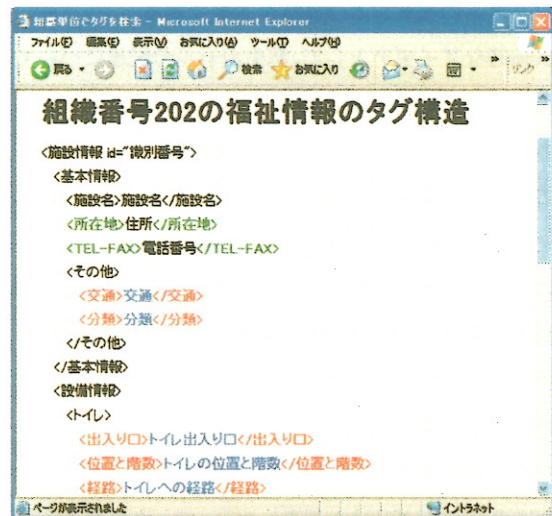 組織単位でタグを検索 - Microsoft Internet Explorer
ファイル(F) 編集(E) 表示(V) お気に入り(A) ツール(T) ヘルプ(H)
戻る 検索 お気に入り リンク
組織番号202の福祉情報のタグ構造
<施設情報 id="識別番号">
<基本情報>
<施設名>施設名</施設名>
<所在地>住所</所在地>
<TEL-FAX>電話番号</TEL-FAX>
<その他>
<交通>交通</交通>
<分類>分類</分類>
</その他>
</基本情報>
<設備情報>
<トイレ>
<出入り口>トイレ出入り口</出入り口>
<位置と階数>トイレの位置と階数</位置と階数>
<経路>トイレへの経路</経路>
ページが表示されました イントラネット